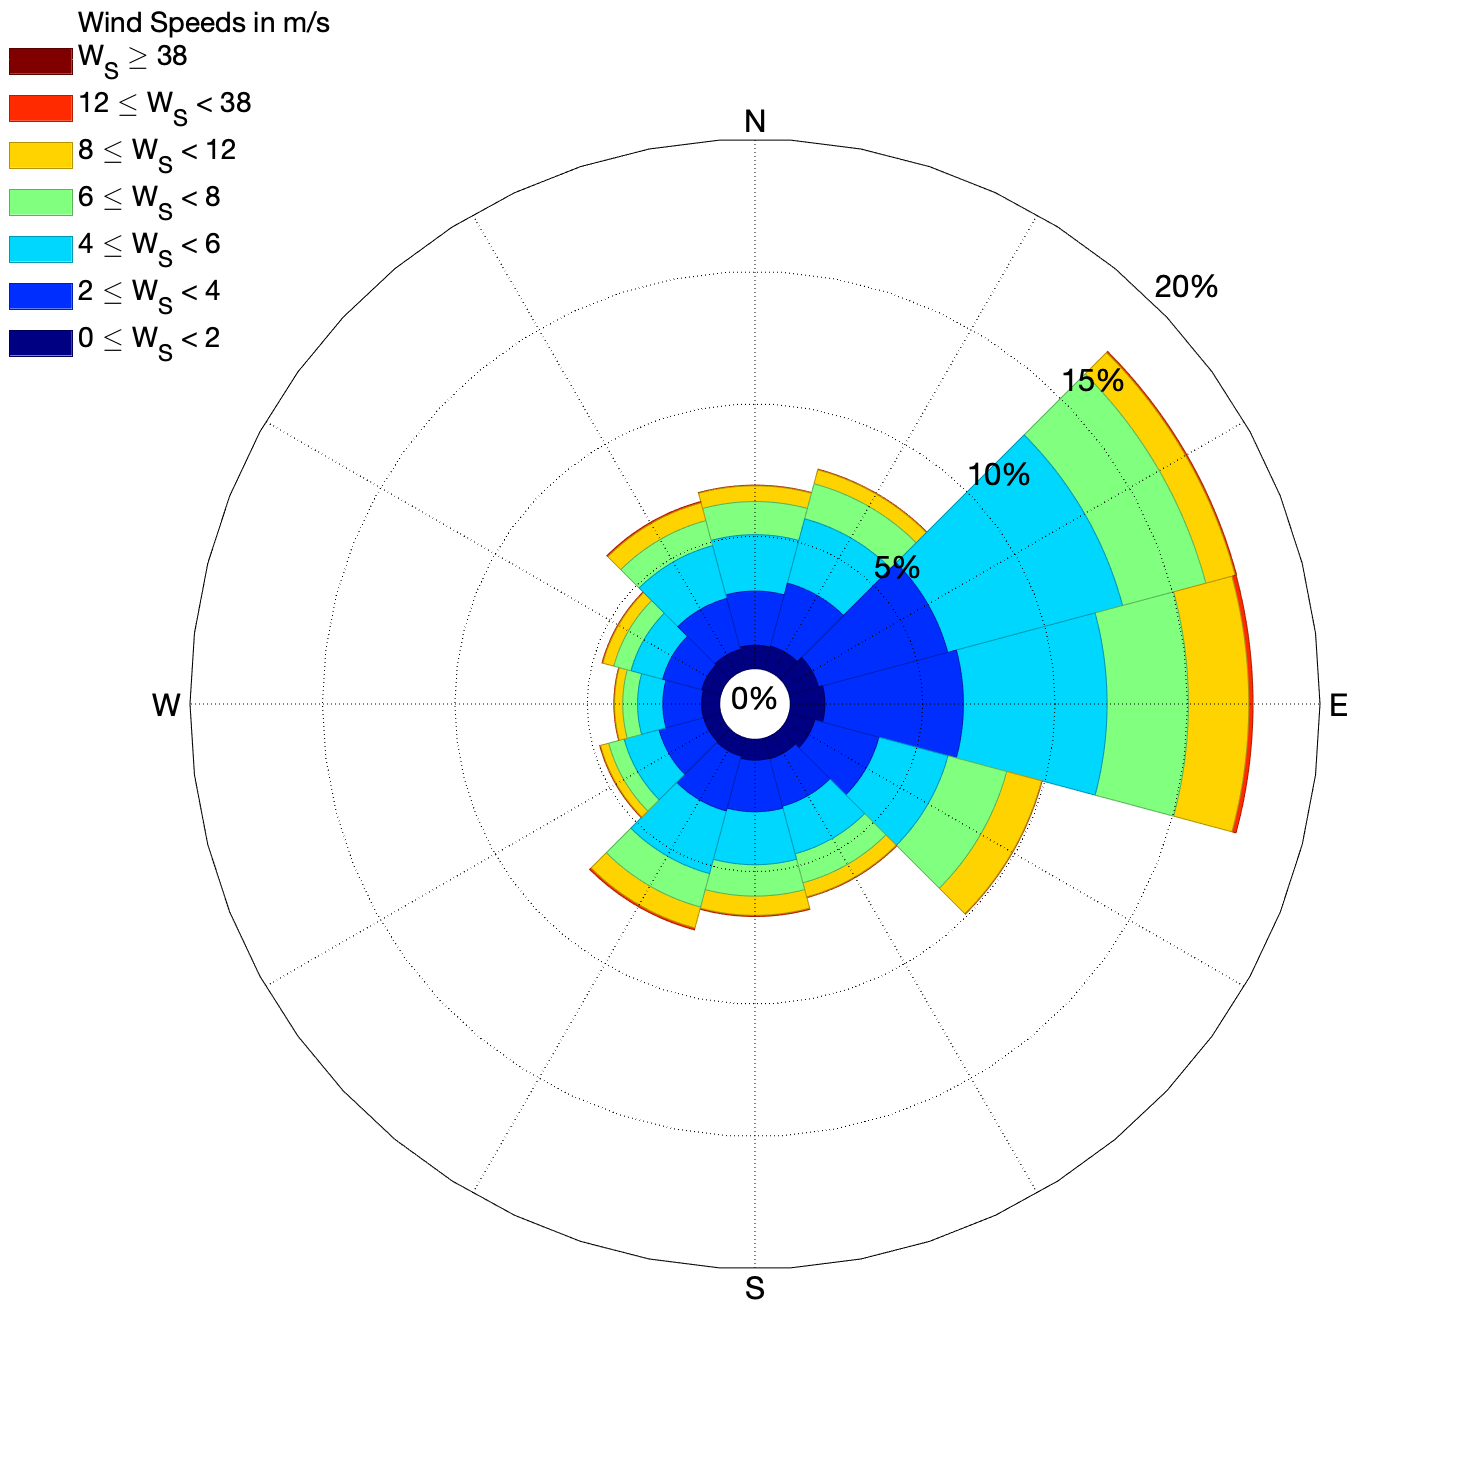 Wind Speeds in m/s
W_S ≥ 38
12 ≤ W_S < 38
8 ≤ W_S < 12
6 ≤ W_S < 8
4 ≤ W_S < 6
2 ≤ W_S < 4
0 ≤ W_S < 2
N
20%
15%
10%
5%
0%
W
E
S